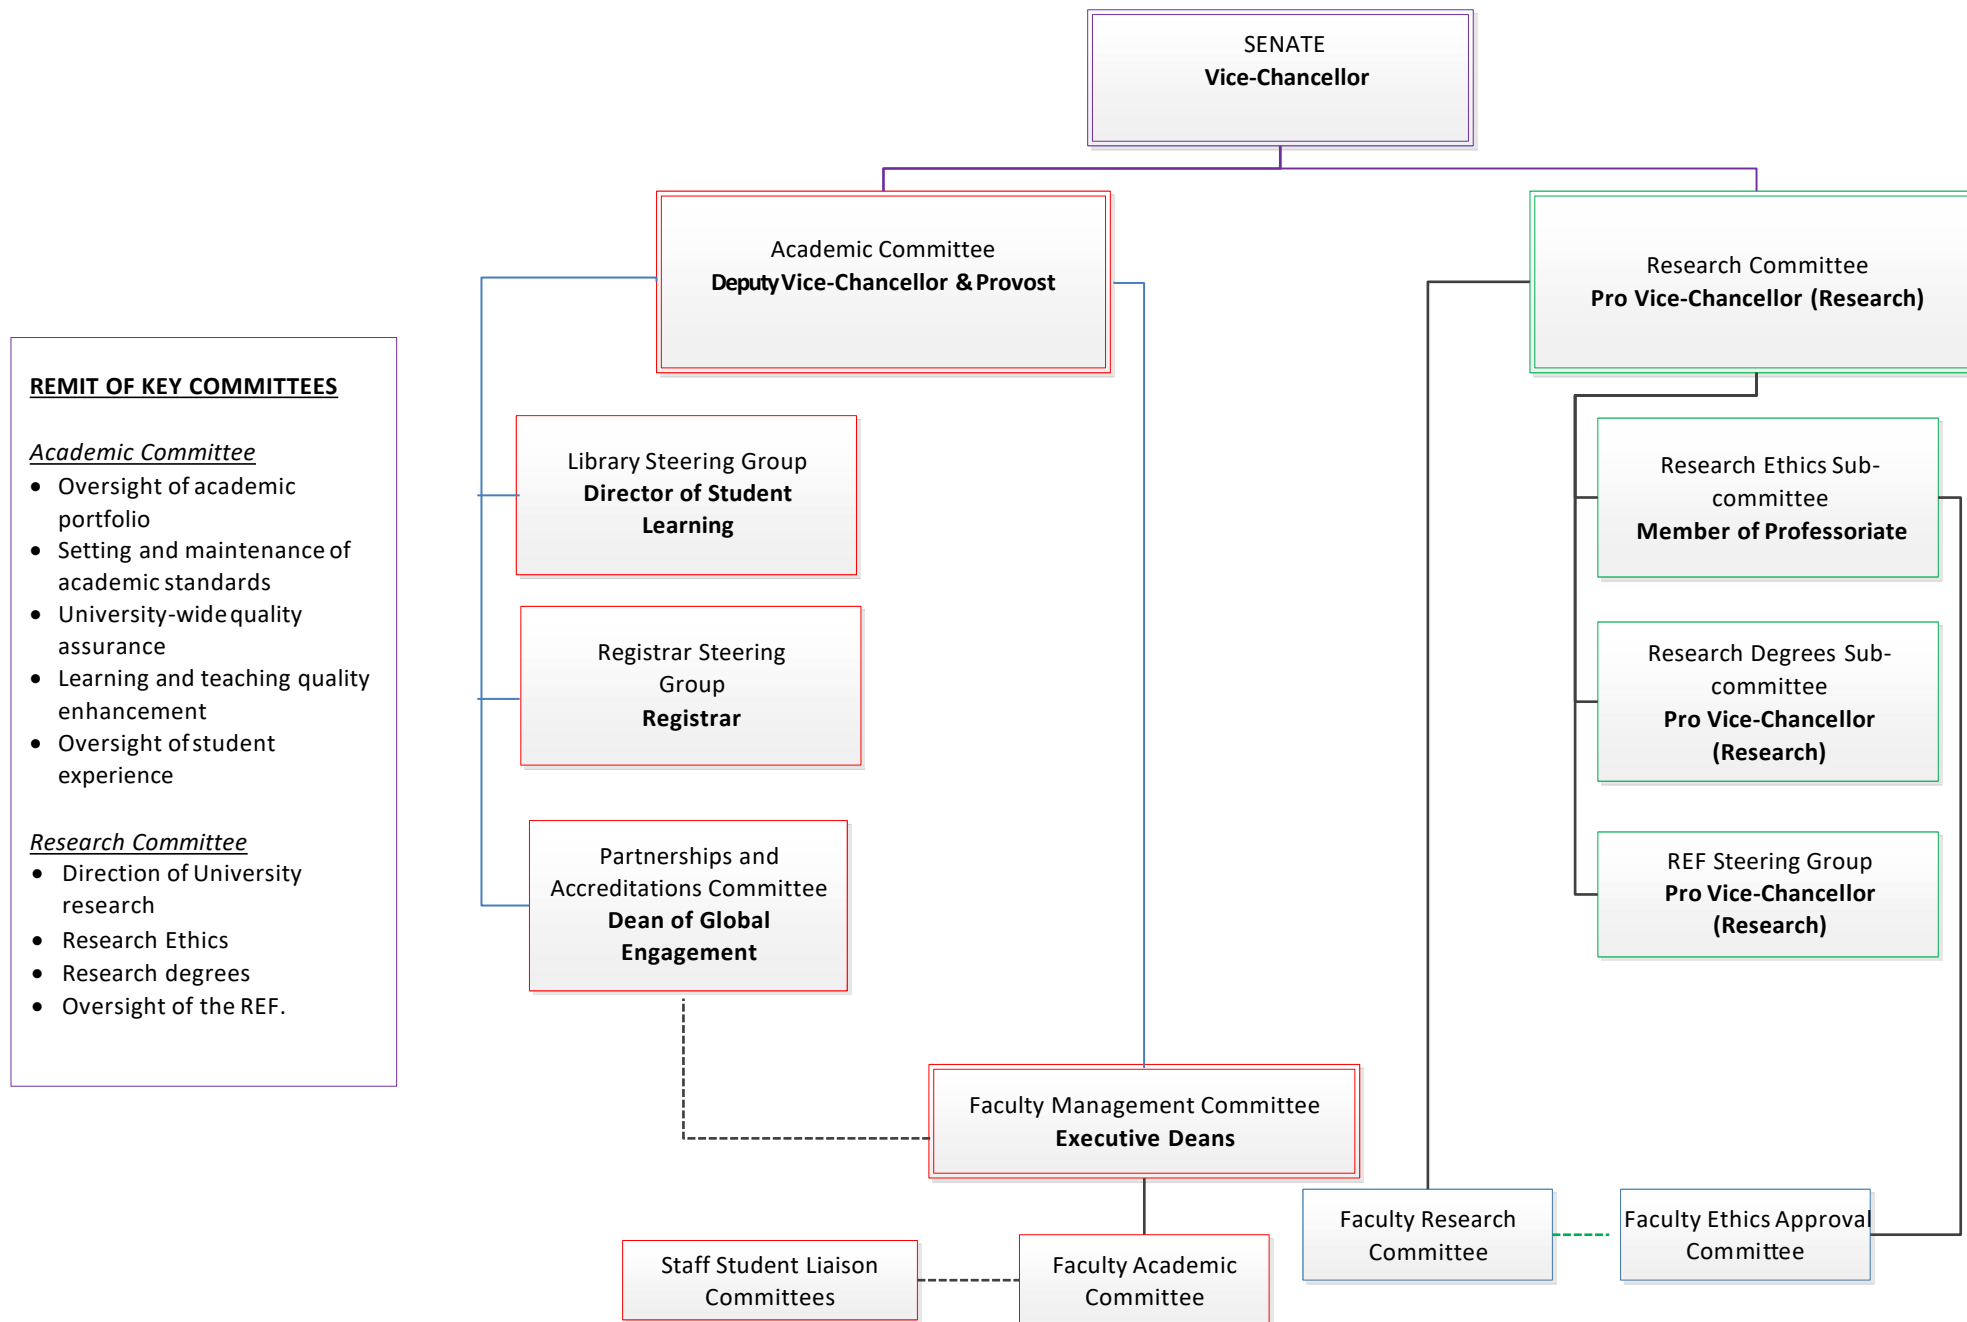 SENATE
Vice-Chancellor
Academic Committee
Deputy Vice-Chancellor & Provost
Research Committee
Pro Vice-Chancellor (Research)
REMIT OF KEY COMMITTEES
Academic Committee
• Oversight of academic
portfolio
• Setting and maintenance of
academic standards
• University-wide quality
assurance
• Learning and teaching quality
enhancement
• Oversight of student
experience
Research Committee
• Direction of University
research
• Research Ethics
• Research degrees
• Oversight of the REF.
Library Steering Group
Director of Student
Learning
Registrar Steering
Group
Registrar
Partnerships and
Accreditations Committee
Dean of Global
Engagement
Research Ethics Sub-
committee
Member of Professoriate
Research Degrees Sub-
committee
Pro Vice-Chancellor
(Research)
REF Steering Group
Pro Vice-Chancellor
(Research)
Faculty Management Committee
Executive Deans
Faculty Research
Committee
Faculty Ethics Approval
Committee
Staff Student Liaison
Committees
Faculty Academic
Committee